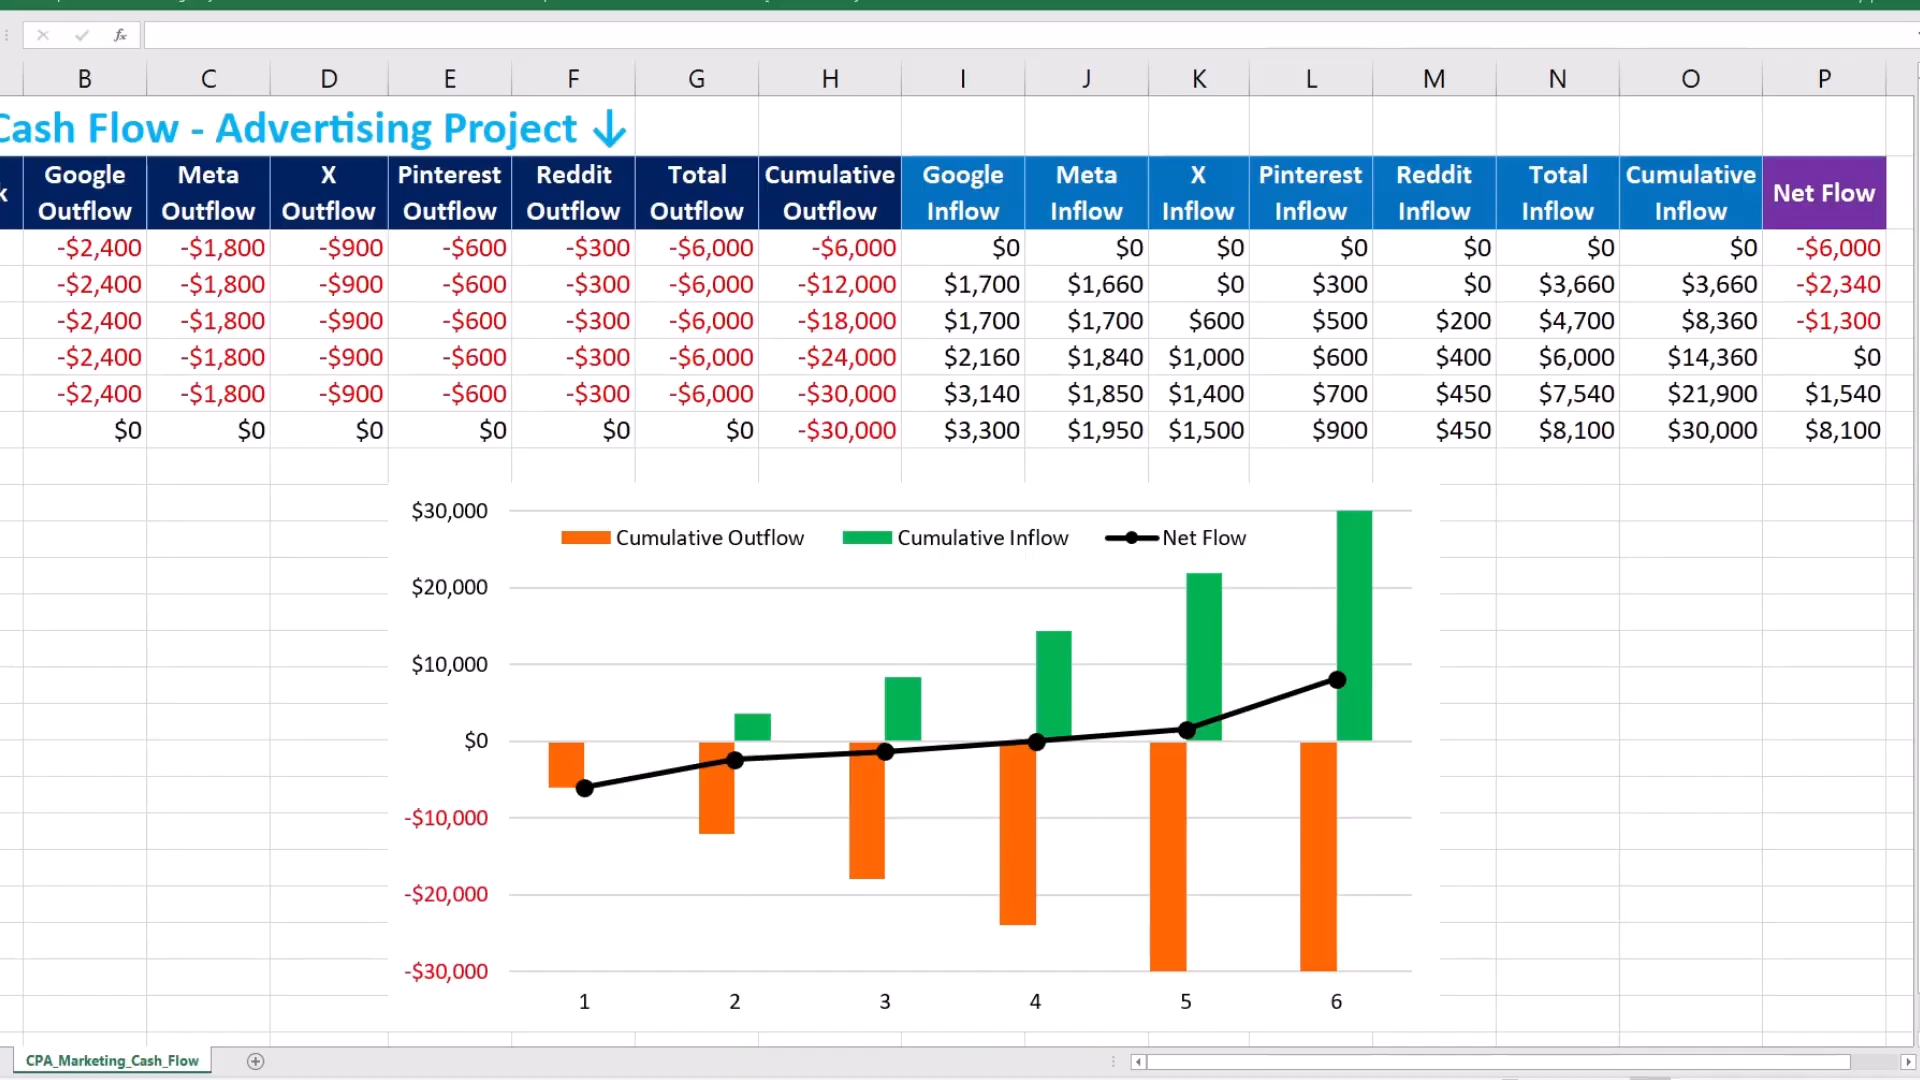 fx
B C D E F G H I J K L M N O P
Cash Flow - Advertising Project ↓
k Google Outflow Meta Outflow X Outflow Pinterest Outflow Reddit Outflow Total Outflow Cumulative Outflow Google Inflow Meta Inflow X Inflow Pinterest Inflow Reddit Inflow Total Inflow Cumulative Inflow Net Flow
-$2,400 -$1,800 -$900 -$600 -$300 -$6,000 -$6,000 $0 $0 $0 $0 $0 $0 $0 -$6,000
-$2,400 -$1,800 -$900 -$600 -$300 -$6,000 -$12,000 $1,700 $1,660 $0 $300 $0 $3,660 $3,660 -$2,340
-$2,400 -$1,800 -$900 -$600 -$300 -$6,000 -$18,000 $1,700 $1,700 $600 $500 $200 $4,700 $8,360 -$1,300
-$2,400 -$1,800 -$900 -$600 -$300 -$6,000 -$24,000 $2,160 $1,840 $1,000 $600 $400 $6,000 $14,360 $0
-$2,400 -$1,800 -$900 -$600 -$300 -$6,000 -$30,000 $3,140 $1,850 $1,400 $700 $450 $7,540 $21,900 $1,540
$0 $0 $0 $0 $0 $0 -$30,000 $3,300 $1,950 $1,500 $900 $450 $8,100 $30,000 $8,100
$30,000
Cumulative Outflow Cumulative Inflow Net Flow
$20,000
$10,000
$0
-$10,000
-$20,000
-$30,000
1 2 3 4 5 6
CPA_Marketing_Cash_Flow